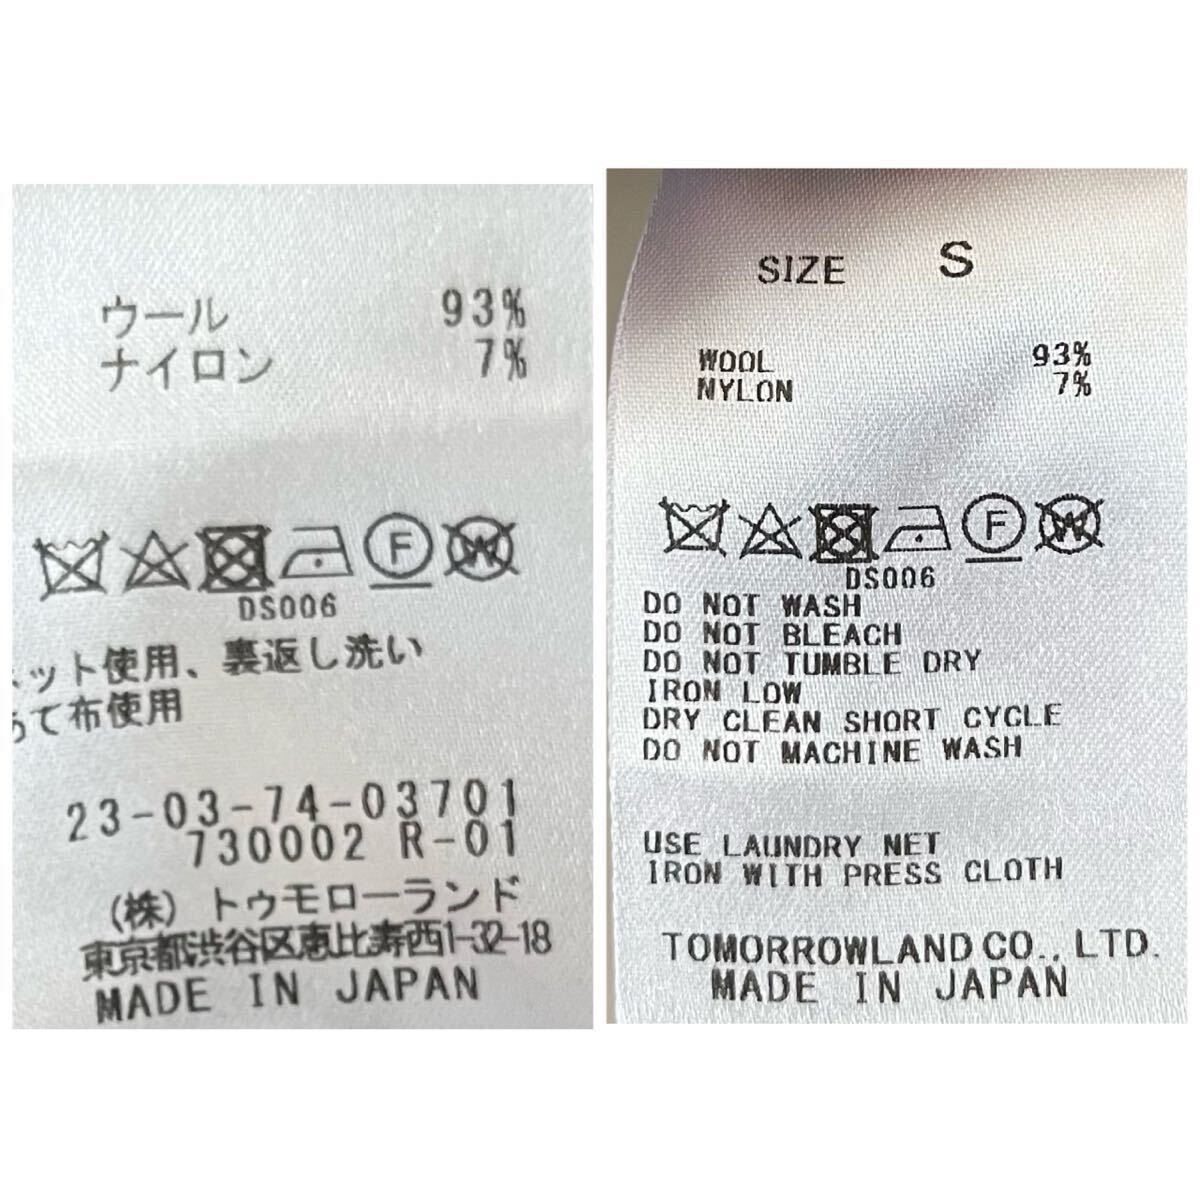 ウール 93%
ナイロン 7%
F W
DS006
ット使用、裏返し洗い
て布使用
23-03-74-03701
730002 R-01
(株) トゥモローランド
東京都渋谷区恵比寿西1-32-18
MADE IN JAPAN
SIZE S
WOOL 93%
NYLON 7%
F W
DS006
DO NOT WASH
DO NOT BLEACH
DO NOT TUMBLE DRY
IRON LOW
DRY CLEAN SHORT CYCLE
DO NOT MACHINE WASH
USE LAUNDRY NET
IRON WITH PRESS CLOTH
TOMORROWLAND CO., LTD.
MADE IN JAPAN